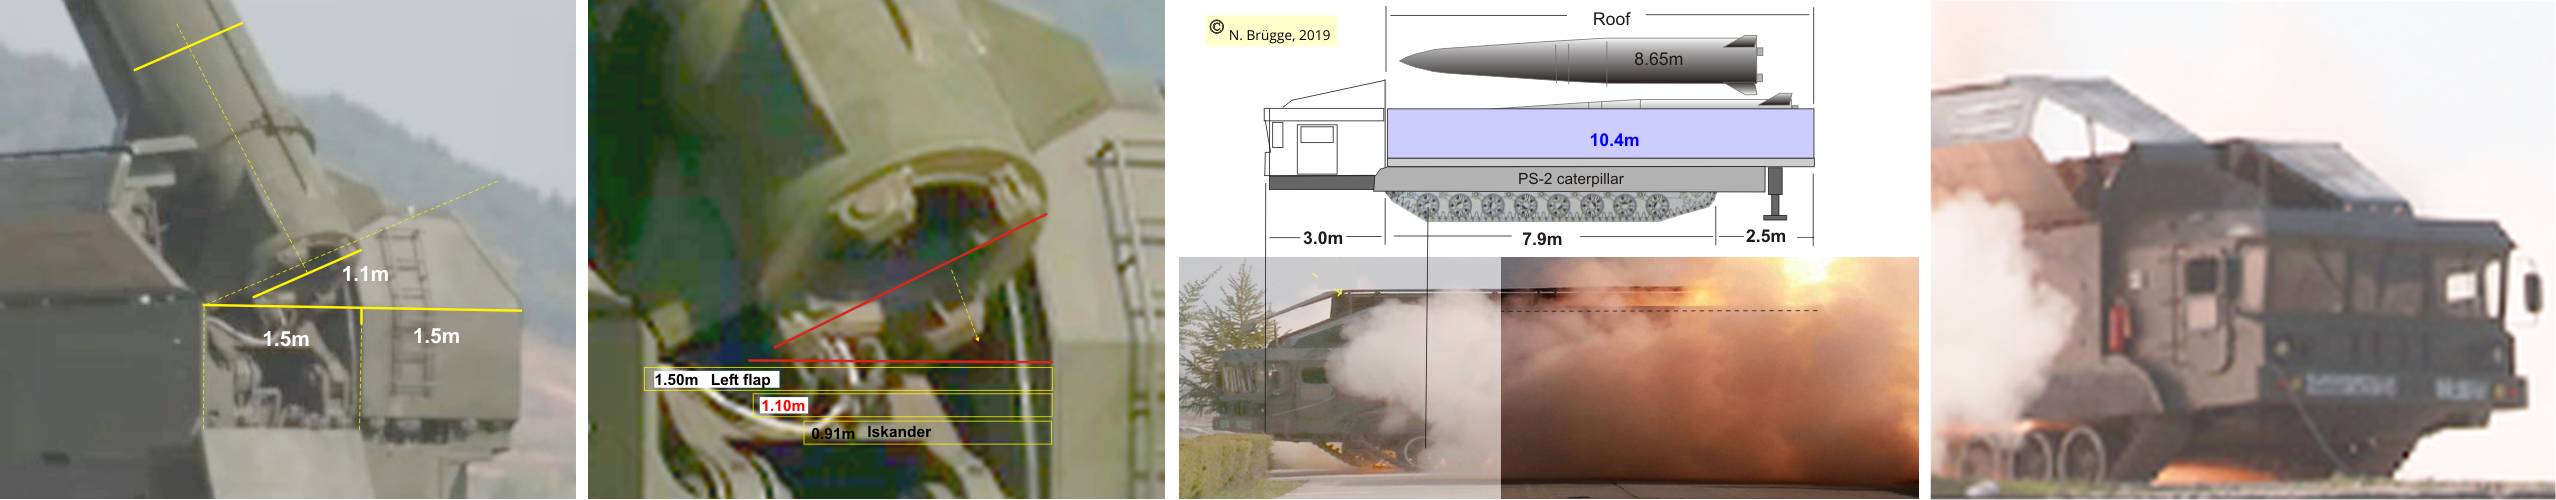 1.1m
1.5m
1.5m
1.50m Left flap
1.10m
0.91m Iskander
© N. Brügge, 2019
Roof
8.65m
10.4m
PS-2 caterpillar
3.0m
7.9m
2.5m